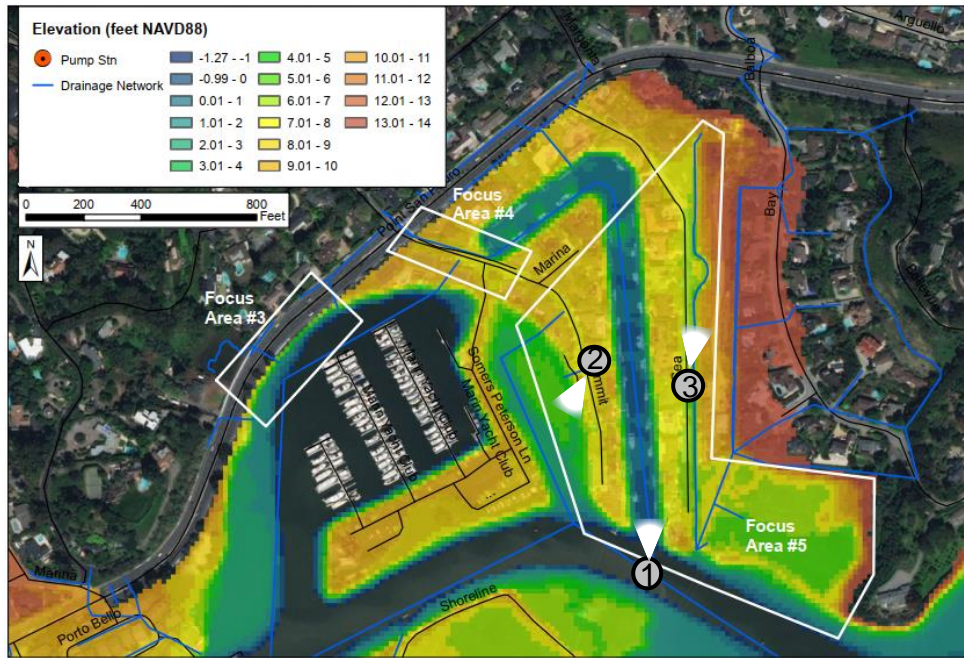 Elevation (feet NAVD88)
Pump Stn
Drainage Network
-1.27 - -1
-0.99 - 0
0.01 - 1
1.01 - 2
2.01 - 3
3.01 - 4
4.01 - 5
5.01 - 6
6.01 - 7
7.01 - 8
8.01 - 9
9.01 - 10
10.01 - 11
11.01 - 12
12.01 - 13
13.01 - 14
0 200 400 800
Feet
N
Arguello
Balboa
Bay
Focus
Area #4
Marina
Focus
Area #3
2
3
1
Somers Peterson Ln
Marin Yacht Club
Focus
Area #5
Marina
Porto Bello
Shoreline